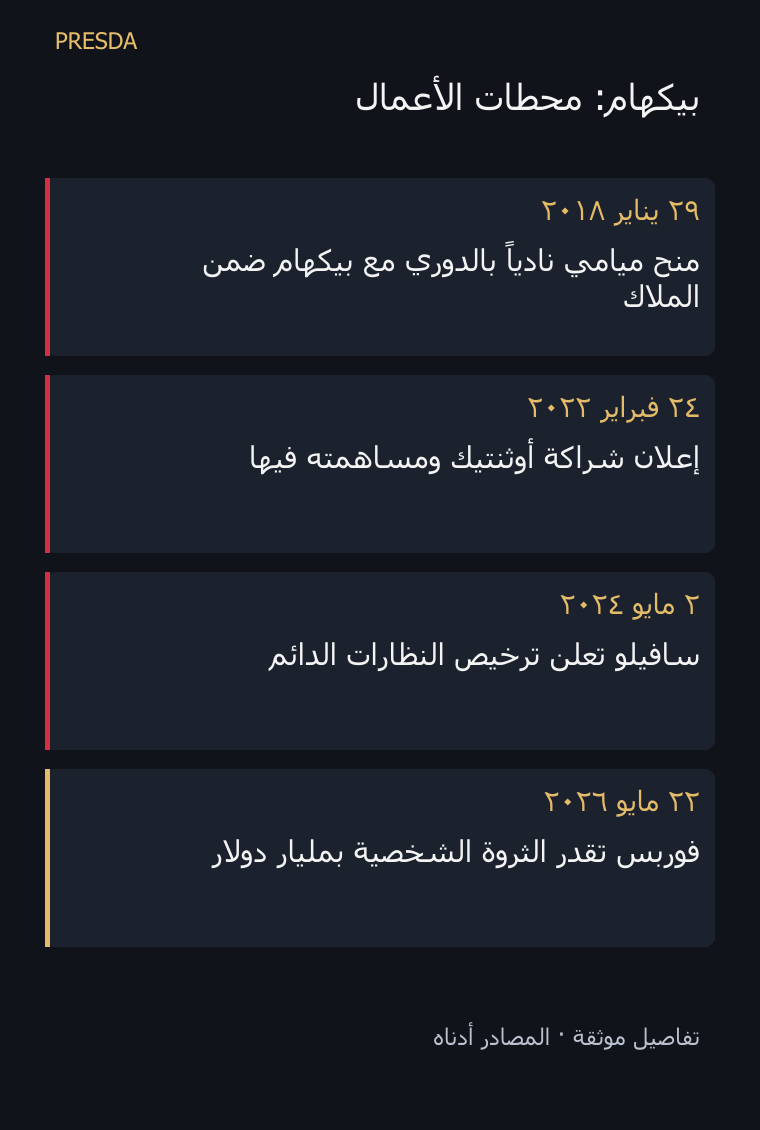 PRESDA
بيكهام: محطات الأعمال
٢٩ يناير ٢٠١٨
منح ميامي نادياً بالدوري مع بيكهام ضمن
الملاك
٢٤ فبراير ٢٠٢٢
إعلان شراكة أوثنتيك ومساهمته فيها
٢ مايو ٢٠٢٤
سافيلو تعلن ترخيص النظارات الدائم
٢٢ مايو ٢٠٢٦
فوربس تقدر الثروة الشخصية بمليار دولار
تفاصيل موثقة · المصادر أدناه